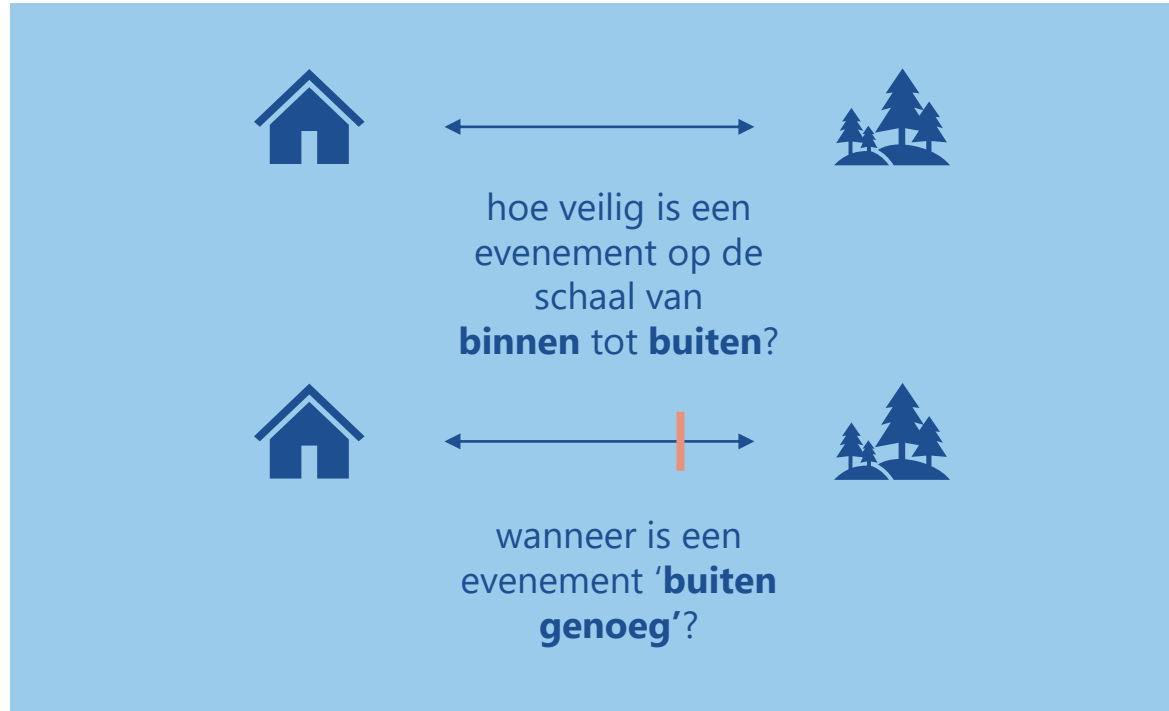 hoe veilig is een
evenement op de
schaal van
binnen tot buiten?
wanneer is een
evenement ‘buiten
genoeg’?